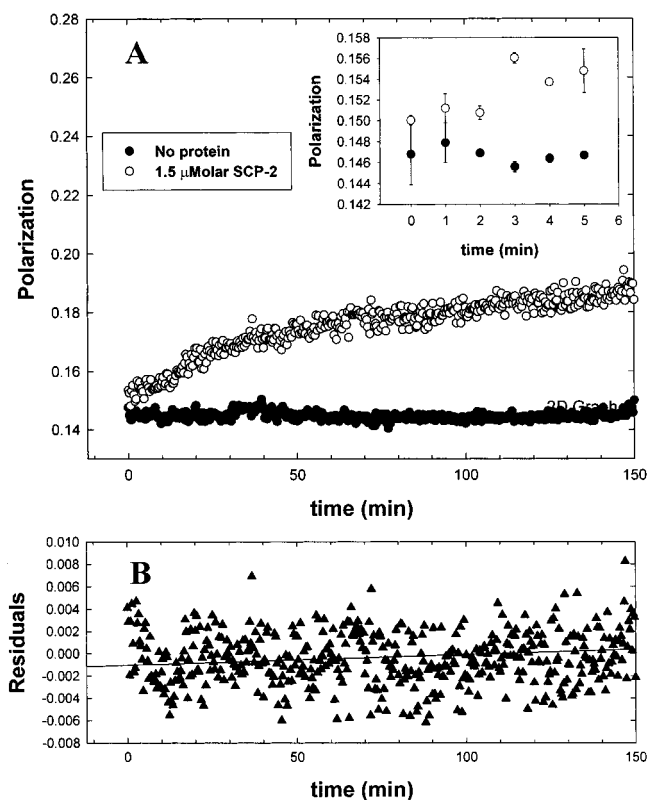 A
0.28
0.26
0.24
0.22
0.20
0.18
0.16
0.14
Polarization
No protein
1.5 μMolar SCP-2
0.158
0.156
0.154
0.152
0.150
0.148
0.146
0.144
0.142
Polarization
0 1 2 3 4 5 6
time (min)
2D Graph
0 50 100 150
time (min)
B
0.010
0.008
0.006
0.004
0.002
0.000
-0.002
-0.004
-0.006
-0.008
Residuals
0 50 100 150
time (min)